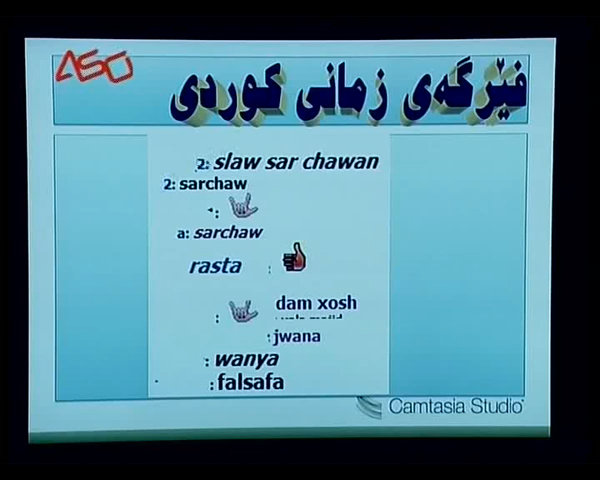 ASO
فێرگەی زمانی کوردی
2: slaw sar chawan
2: sarchaw
:
a: sarchaw
rasta :
: dam xosh
: jwana
: wanya
: falsafa
Camtasia Studio